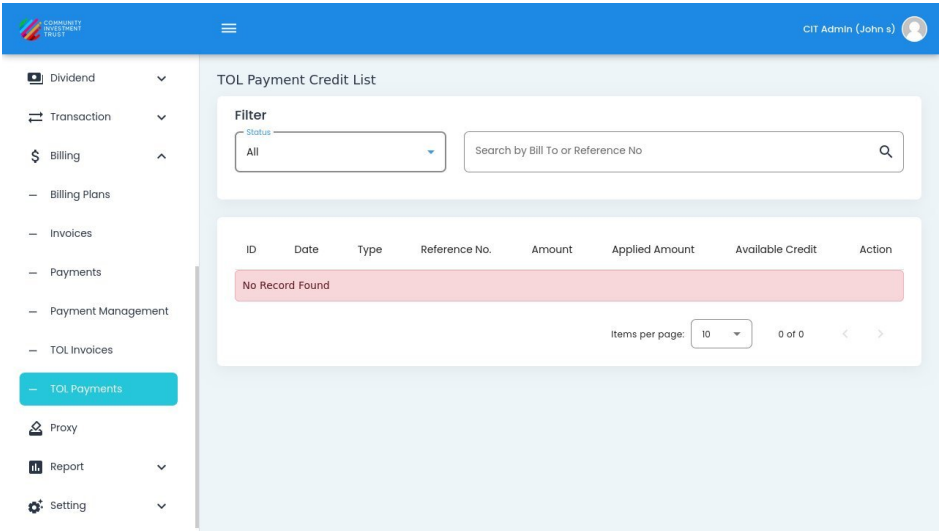 COMMUNITY
INVESTMENT
TRUST
CIT Admin (John s)
Dividend
Transaction
Billing
Billing Plans
Invoices
Payments
Payment Management
TOL Invoices
TOL Payments
Proxy
Report
Setting
TOL Payment Credit List
Filter
Status
All
Search by Bill To or Reference No
ID Date Type Reference No. Amount Applied Amount Available Credit Action
No Record Found
Items per page: 10 0 of 0